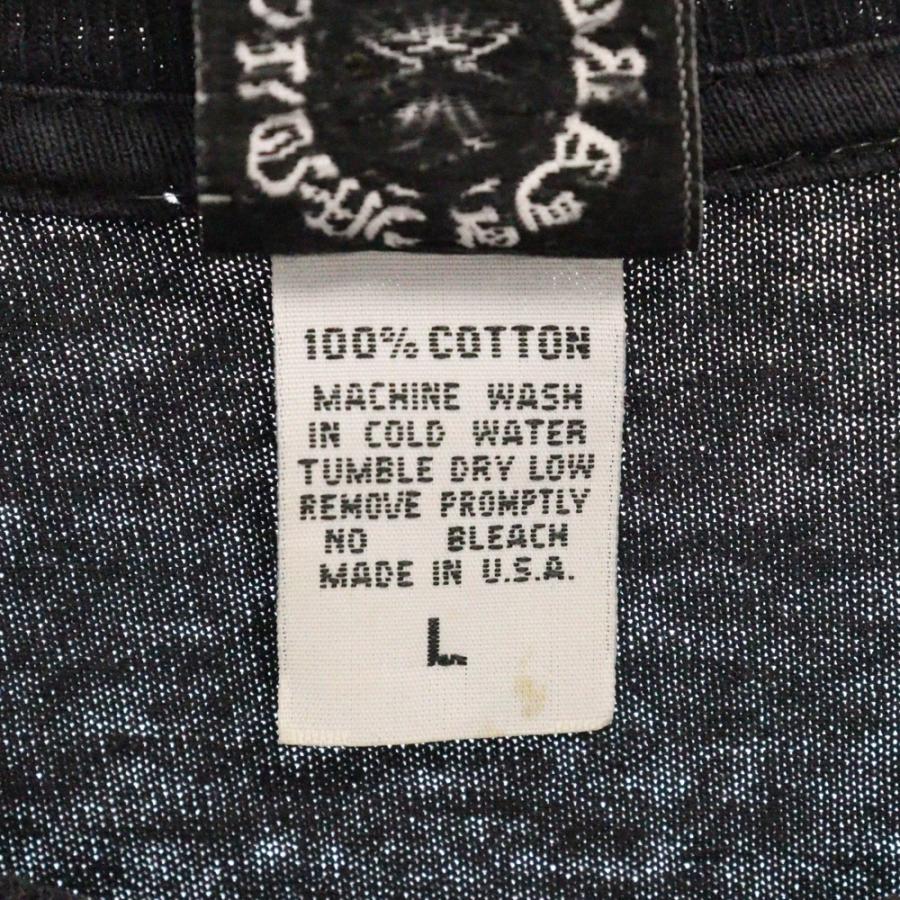 100% COTTON
MACHINE WASH
IN COLD WATER
TUMBLE DRY LOW
REMOVE PROMPTLY
NO BLEACH
MADE IN U.S.A.
L